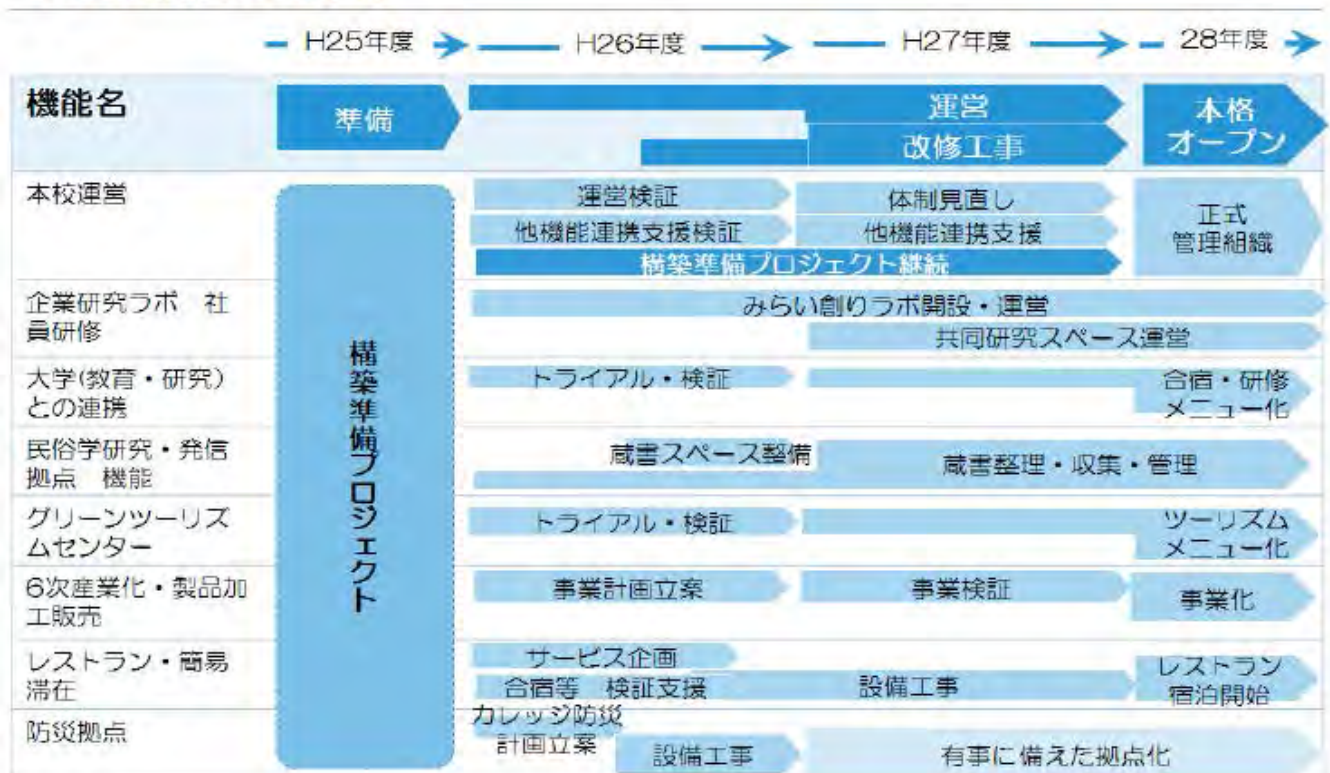 H25年度
H26年度
H27年度
28年度
機能名
準備
運営
改修工事
本格
オープン
構築準備プロジェクト
本校運営
運営検証
体制見直し
他機能連携支援検証
他機能連携支援
構築準備プロジェクト継続
正式
管理組織
企業研究ラボ　社
員研修
みらい創りラボ開設・運営
共同研究スペース運営
大学(教育・研究)
との連携
トライアル・検証
合宿・研修
メニュー化
民俗学研究・発信
拠点　機能
蔵書スペース整備
蔵書整理・収集・管理
グリーンツーリズ
ムセンター
トライアル・検証
ツーリズム
メニュー化
6次産業化・製品加
工販売
事業計画立案
事業検証
事業化
レストラン・簡易
滞在
サービス企画
合宿等　検証支援
設備工事
レストラン
宿泊開始
防災拠点
カレッジ防災
計画立案
設備工事
有事に備えた拠点化